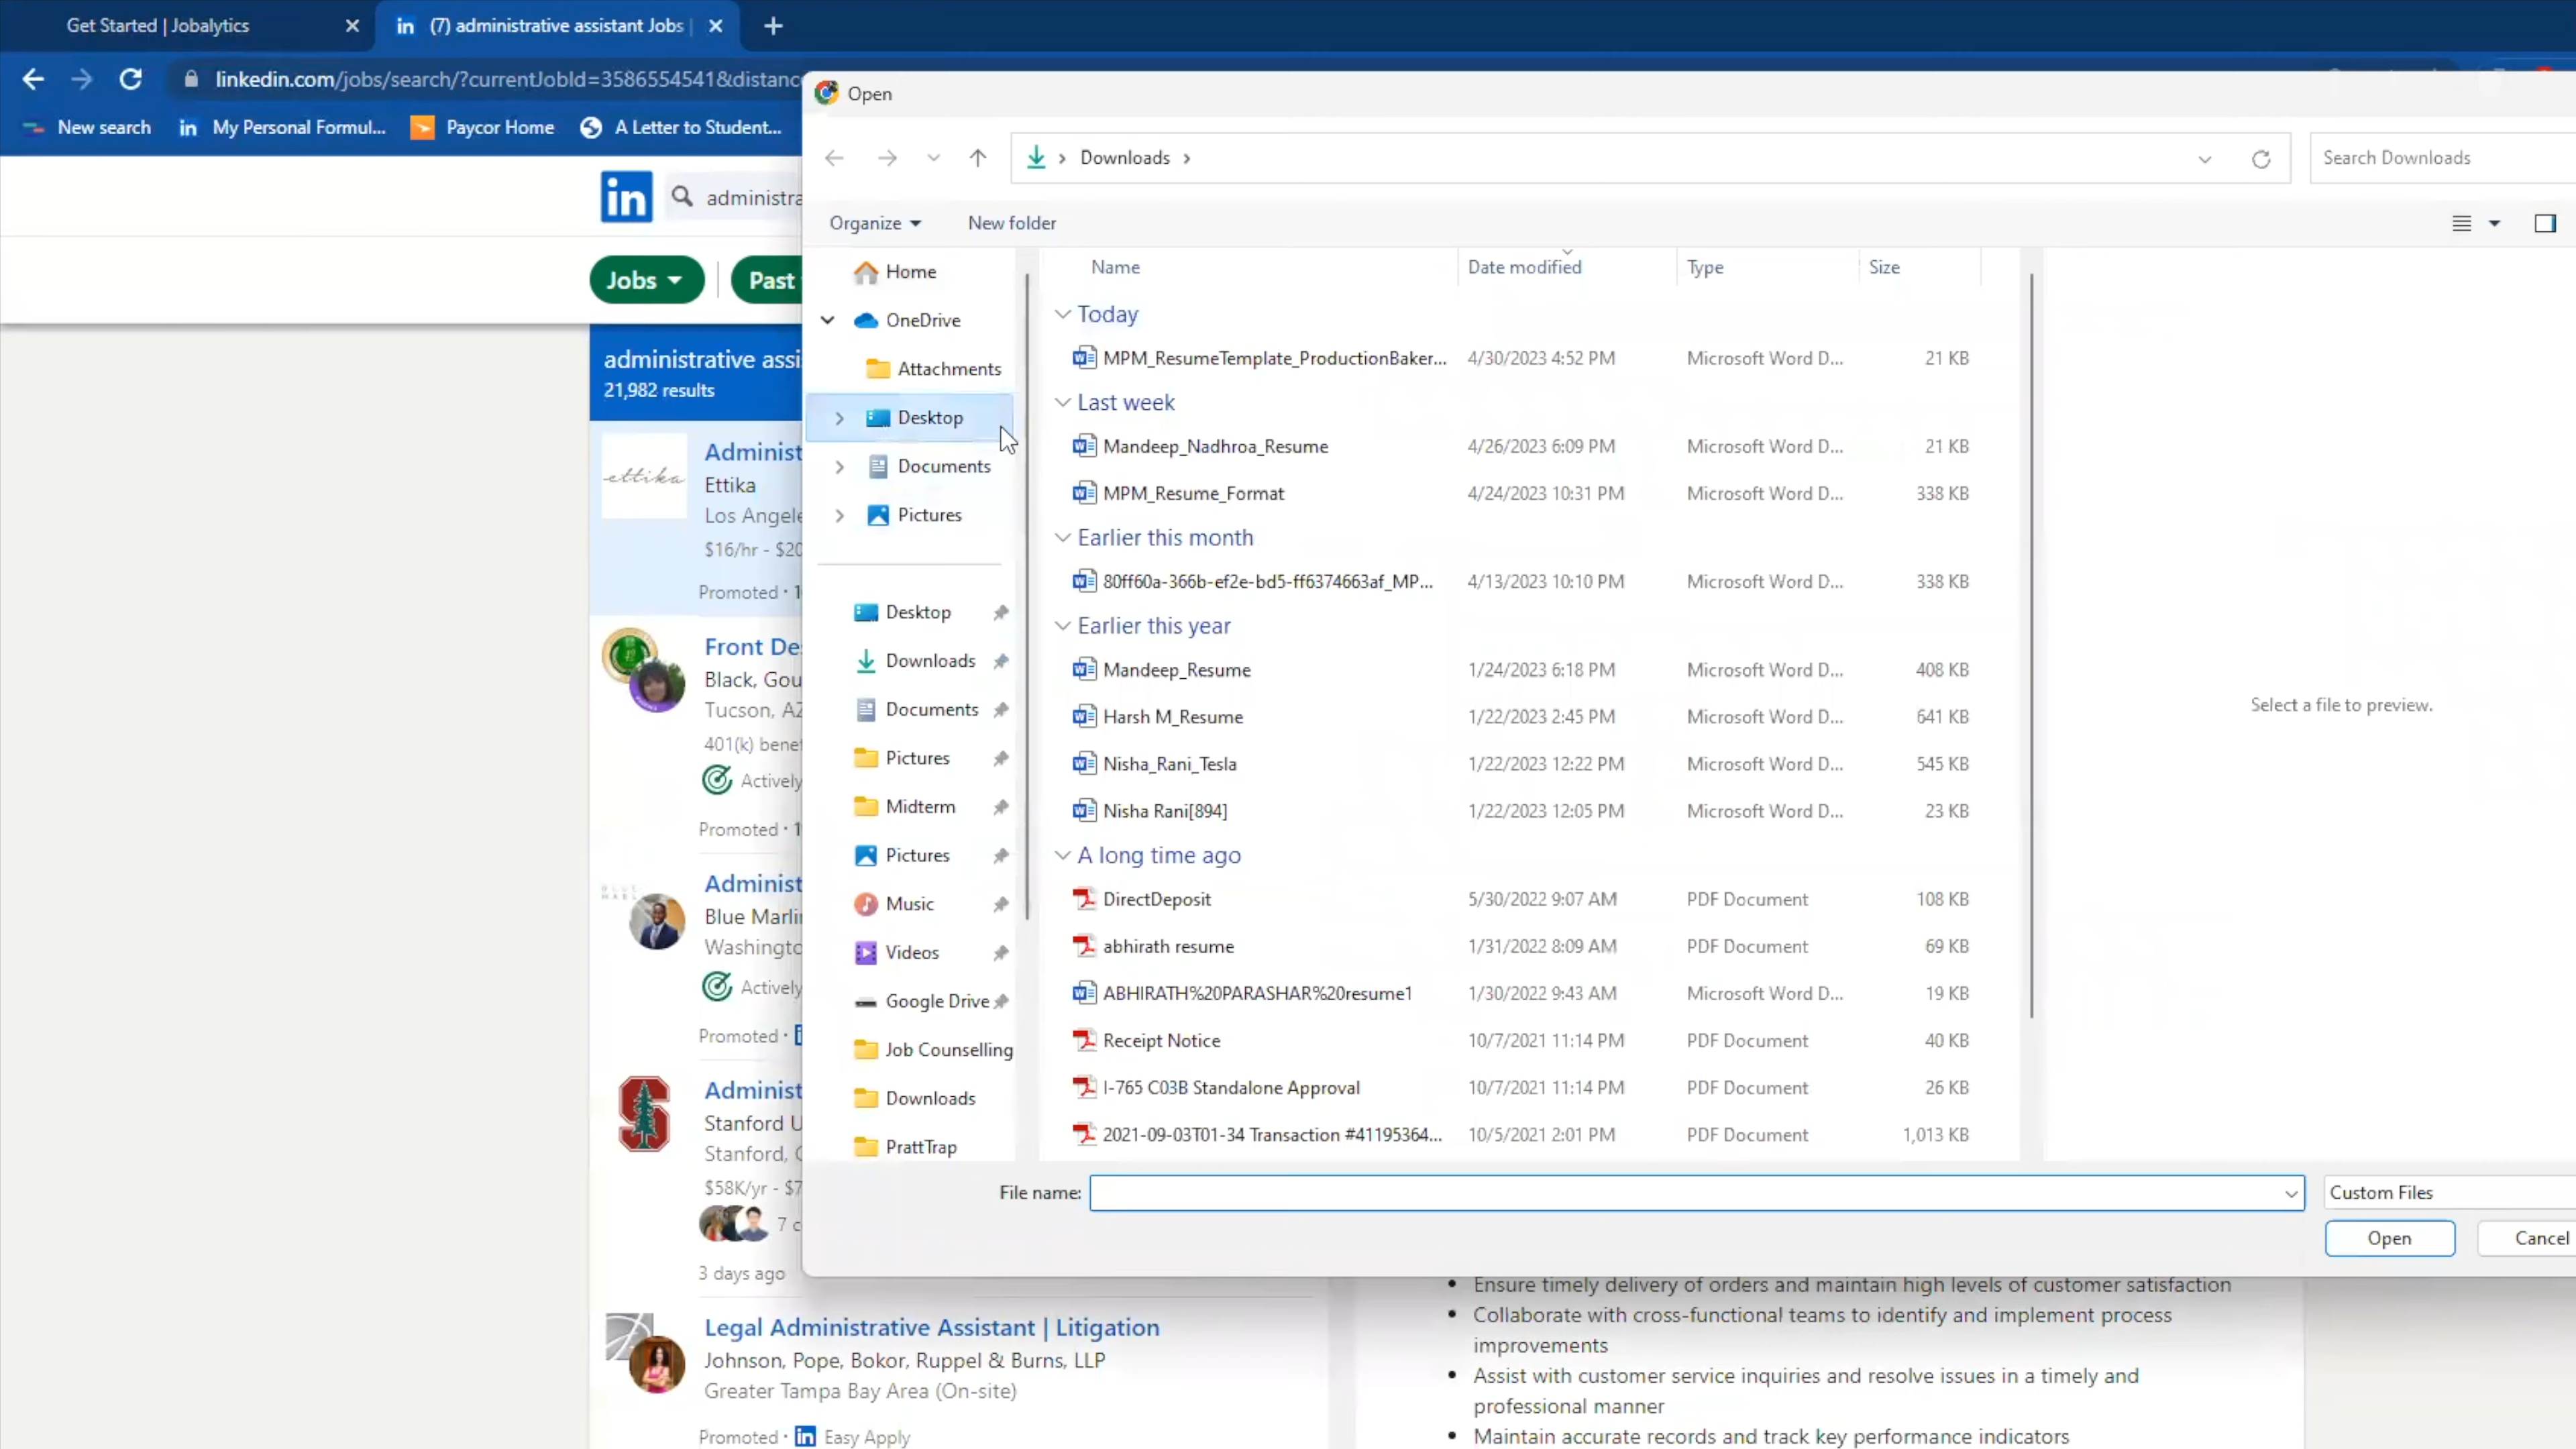 Get Started | Jobalytics
(7) administrative assistant Jobs |
linkedin.com/jobs/search/?currentJobId=3586554541&distanc
New search
My Personal Formul...
Paycor Home
A Letter to Student...
in
administra
Jobs
Past
administrative assi
21,982 results
ettika
Administ
Ettika
Los Angele
$16/hr - $20
Promoted · 1
Front De
Black, Gou
Tucson, AZ
401(k) bene
Actively
Promoted · 1
Administ
Blue Marli
Washingto
Actively
Promoted ·
Administ
Stanford U
Stanford, C
$58K/yr - $7
7 c
3 days ago
Legal Administrative Assistant | Litigation
Johnson, Pope, Bokor, Ruppel & Burns, LLP
Greater Tampa Bay Area (On-site)
Promoted · in Easy Apply
Open
Downloads
Search Downloads
Organize
New folder
Home
OneDrive
Attachments
Desktop
Documents
Pictures
Desktop
Downloads
Documents
Pictures
Midterm
Pictures
Music
Videos
Google Drive
Job Counselling
Downloads
PrattTrap
Name Date modified Type Size
Today
MPM_ResumeTemplate_ProductionBaker... 4/30/2023 4:52 PM Microsoft Word D... 21 KB
Last week
Mandeep_Nadhroa_Resume 4/26/2023 6:09 PM Microsoft Word D... 21 KB
MPM_Resume_Format 4/24/2023 10:31 PM Microsoft Word D... 338 KB
Earlier this month
80ff60a-366b-ef2e-bd5-ff6374663af_MP... 4/13/2023 10:10 PM Microsoft Word D... 338 KB
Earlier this year
Mandeep_Resume 1/24/2023 6:18 PM Microsoft Word D... 408 KB
Harsh M_Resume 1/22/2023 2:45 PM Microsoft Word D... 641 KB
Nisha_Rani_Tesla 1/22/2023 12:22 PM Microsoft Word D... 545 KB
Nisha Rani[894] 1/22/2023 12:05 PM Microsoft Word D... 23 KB
A long time ago
DirectDeposit 5/30/2022 9:07 AM PDF Document 108 KB
abhirath resume 1/31/2022 8:09 AM PDF Document 69 KB
ABHIRATH%20PARASHAR%20resume1 1/30/2022 9:43 AM Microsoft Word D... 19 KB
Receipt Notice 10/7/2021 11:14 PM PDF Document 40 KB
I-765 C03B Standalone Approval 10/7/2021 11:14 PM PDF Document 26 KB
2021-09-03T01-34 Transaction #41195364... 10/5/2021 2:01 PM PDF Document 1,013 KB
Select a file to preview.
File name:
Custom Files
Open
Cancel
• Ensure timely delivery of orders and maintain high levels of customer satisfaction
• Collaborate with cross-functional teams to identify and implement process
improvements
• Assist with customer service inquiries and resolve issues in a timely and
professional manner
• Maintain accurate records and track key performance indicators